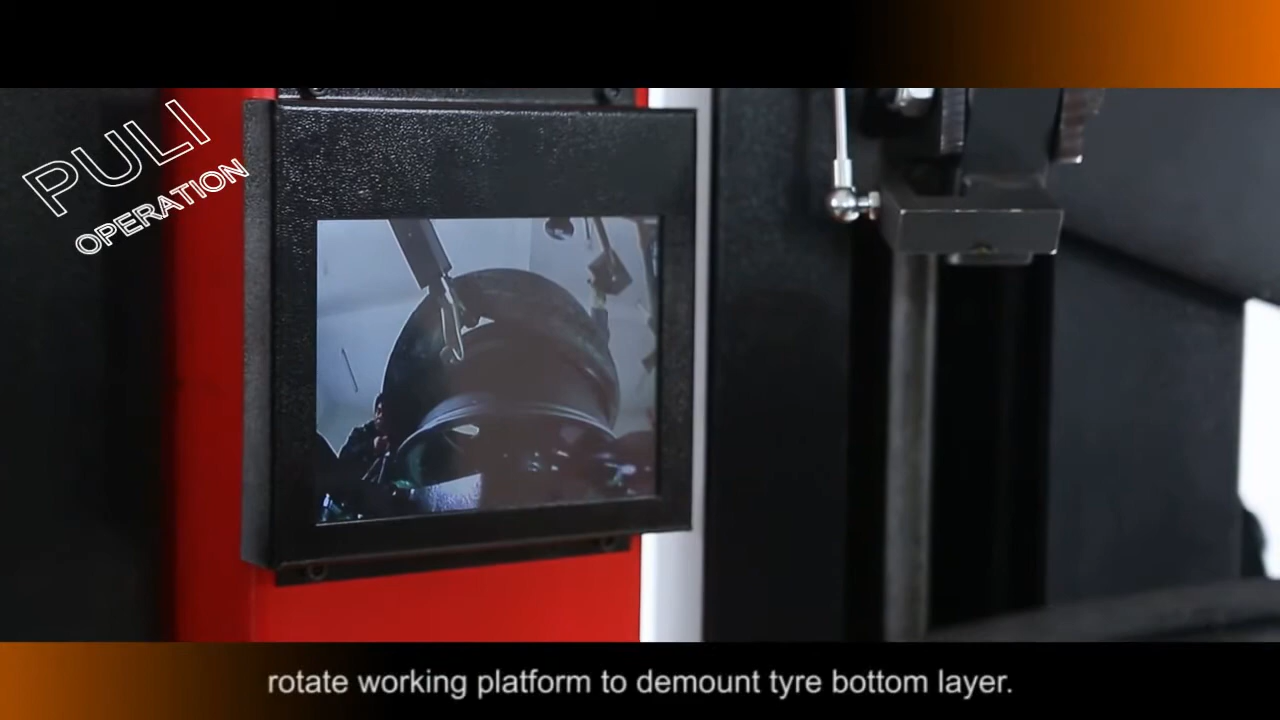 PULI
OPERATION
rotate working platform to demount tyre bottom layer.